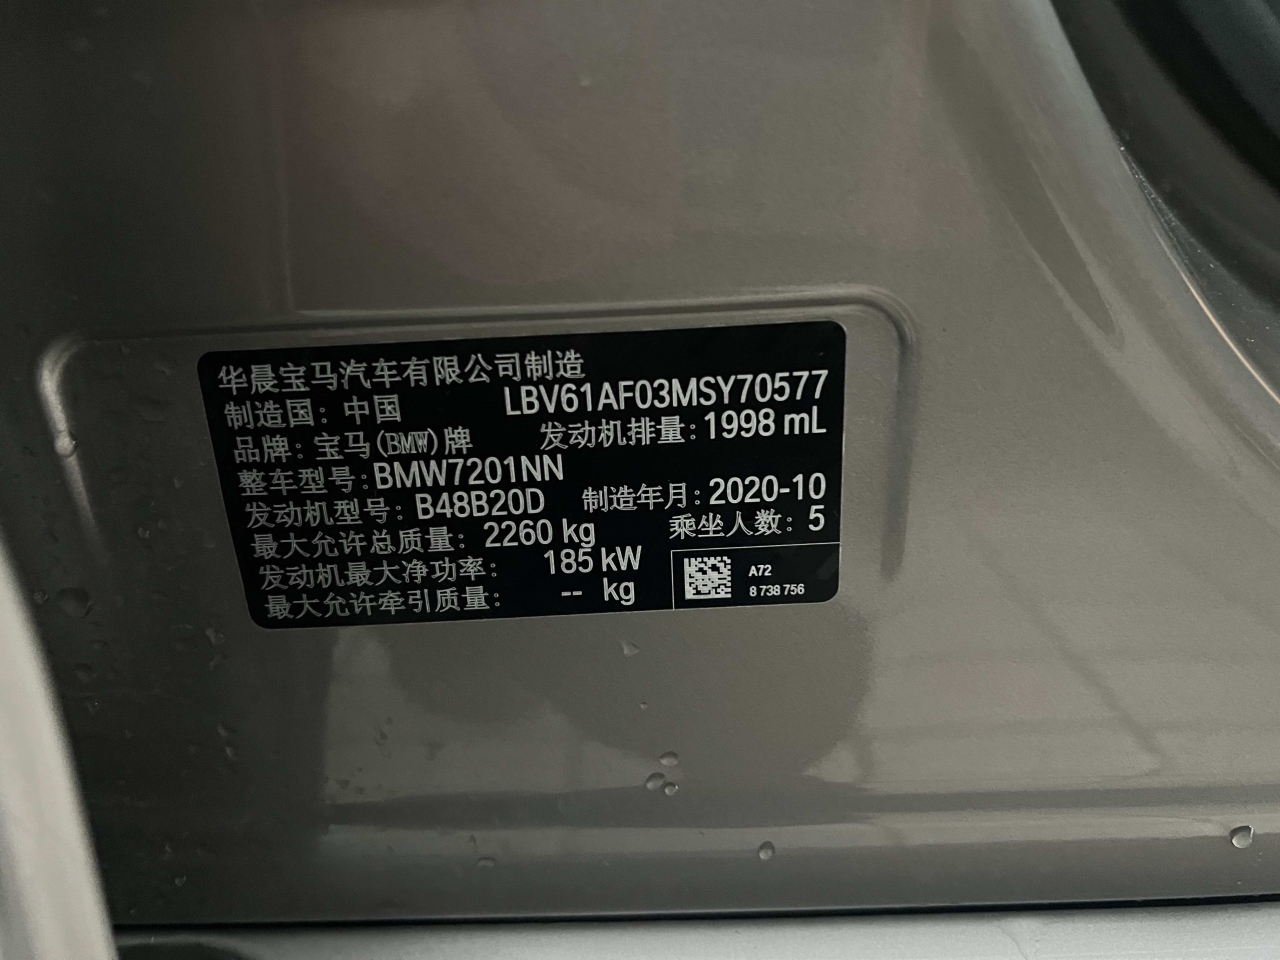 华晨宝马汽车有限公司制造
制造国：中国 LBV61AF03MSY70577
品牌：宝马(BMW)牌 发动机排量：1998 mL
整车型号：BMW7201NN
发动机型号：B48B20D 制造年月：2020-10
最大允许总质量：2260 kg 乘坐人数：5
发动机最大净功率：185 kW
最大允许牵引质量：-- kg
A72
8 738 756